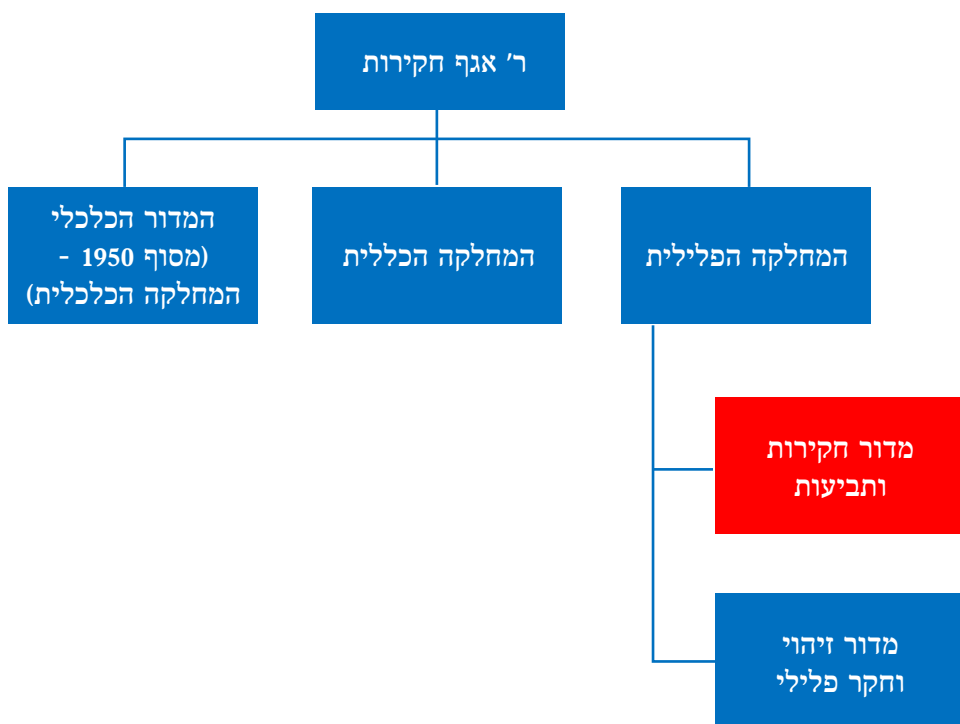 ר' אגף חקירות
המחלקה הפלילית
המחלקה הכללית
המדור הכלכלי
(מסוף 1950 -
המחלקה הכלכלית)
מדור חקירות
ותביעות
מדור זיהוי
וחקר פלילי